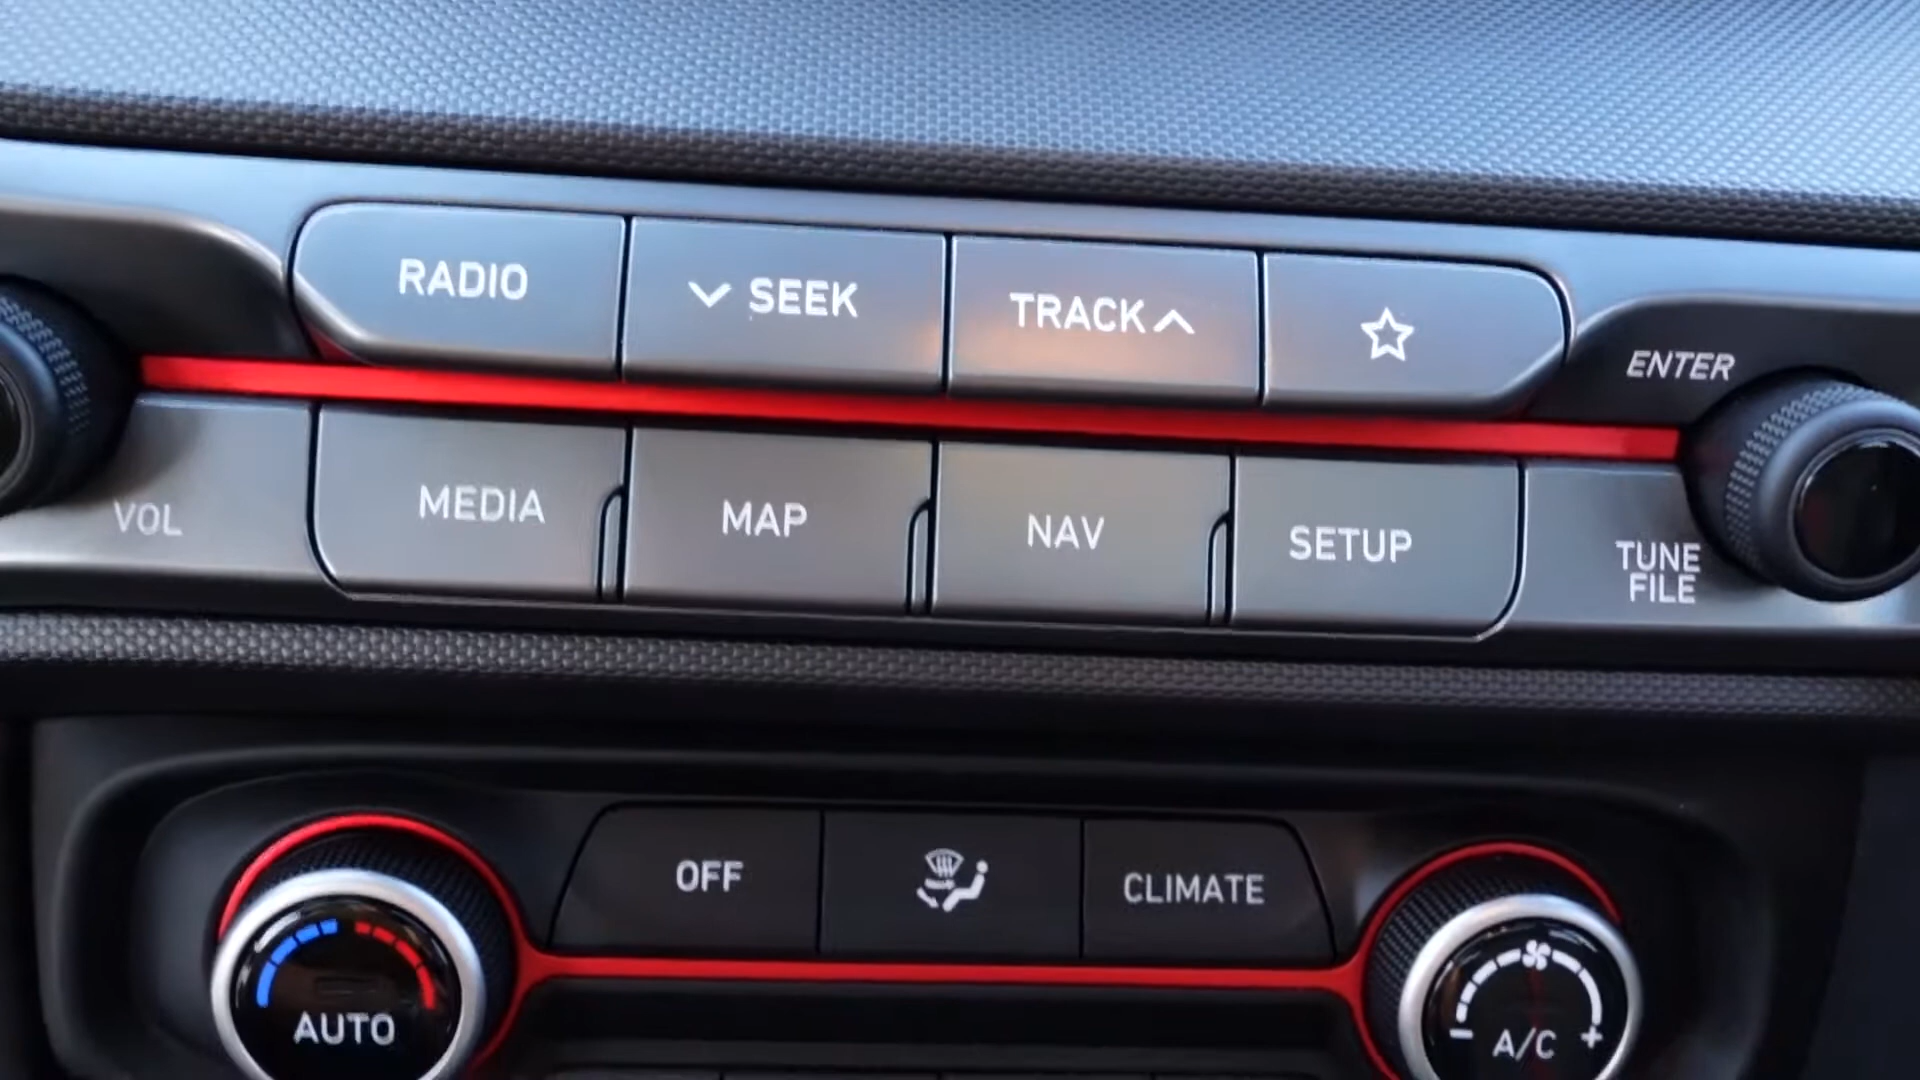 RADIO
SEEK
TRACK
ENTER
VOL
MEDIA
MAP
NAV
SETUP
TUNE
FILE
OFF
CLIMATE
AUTO
A/C